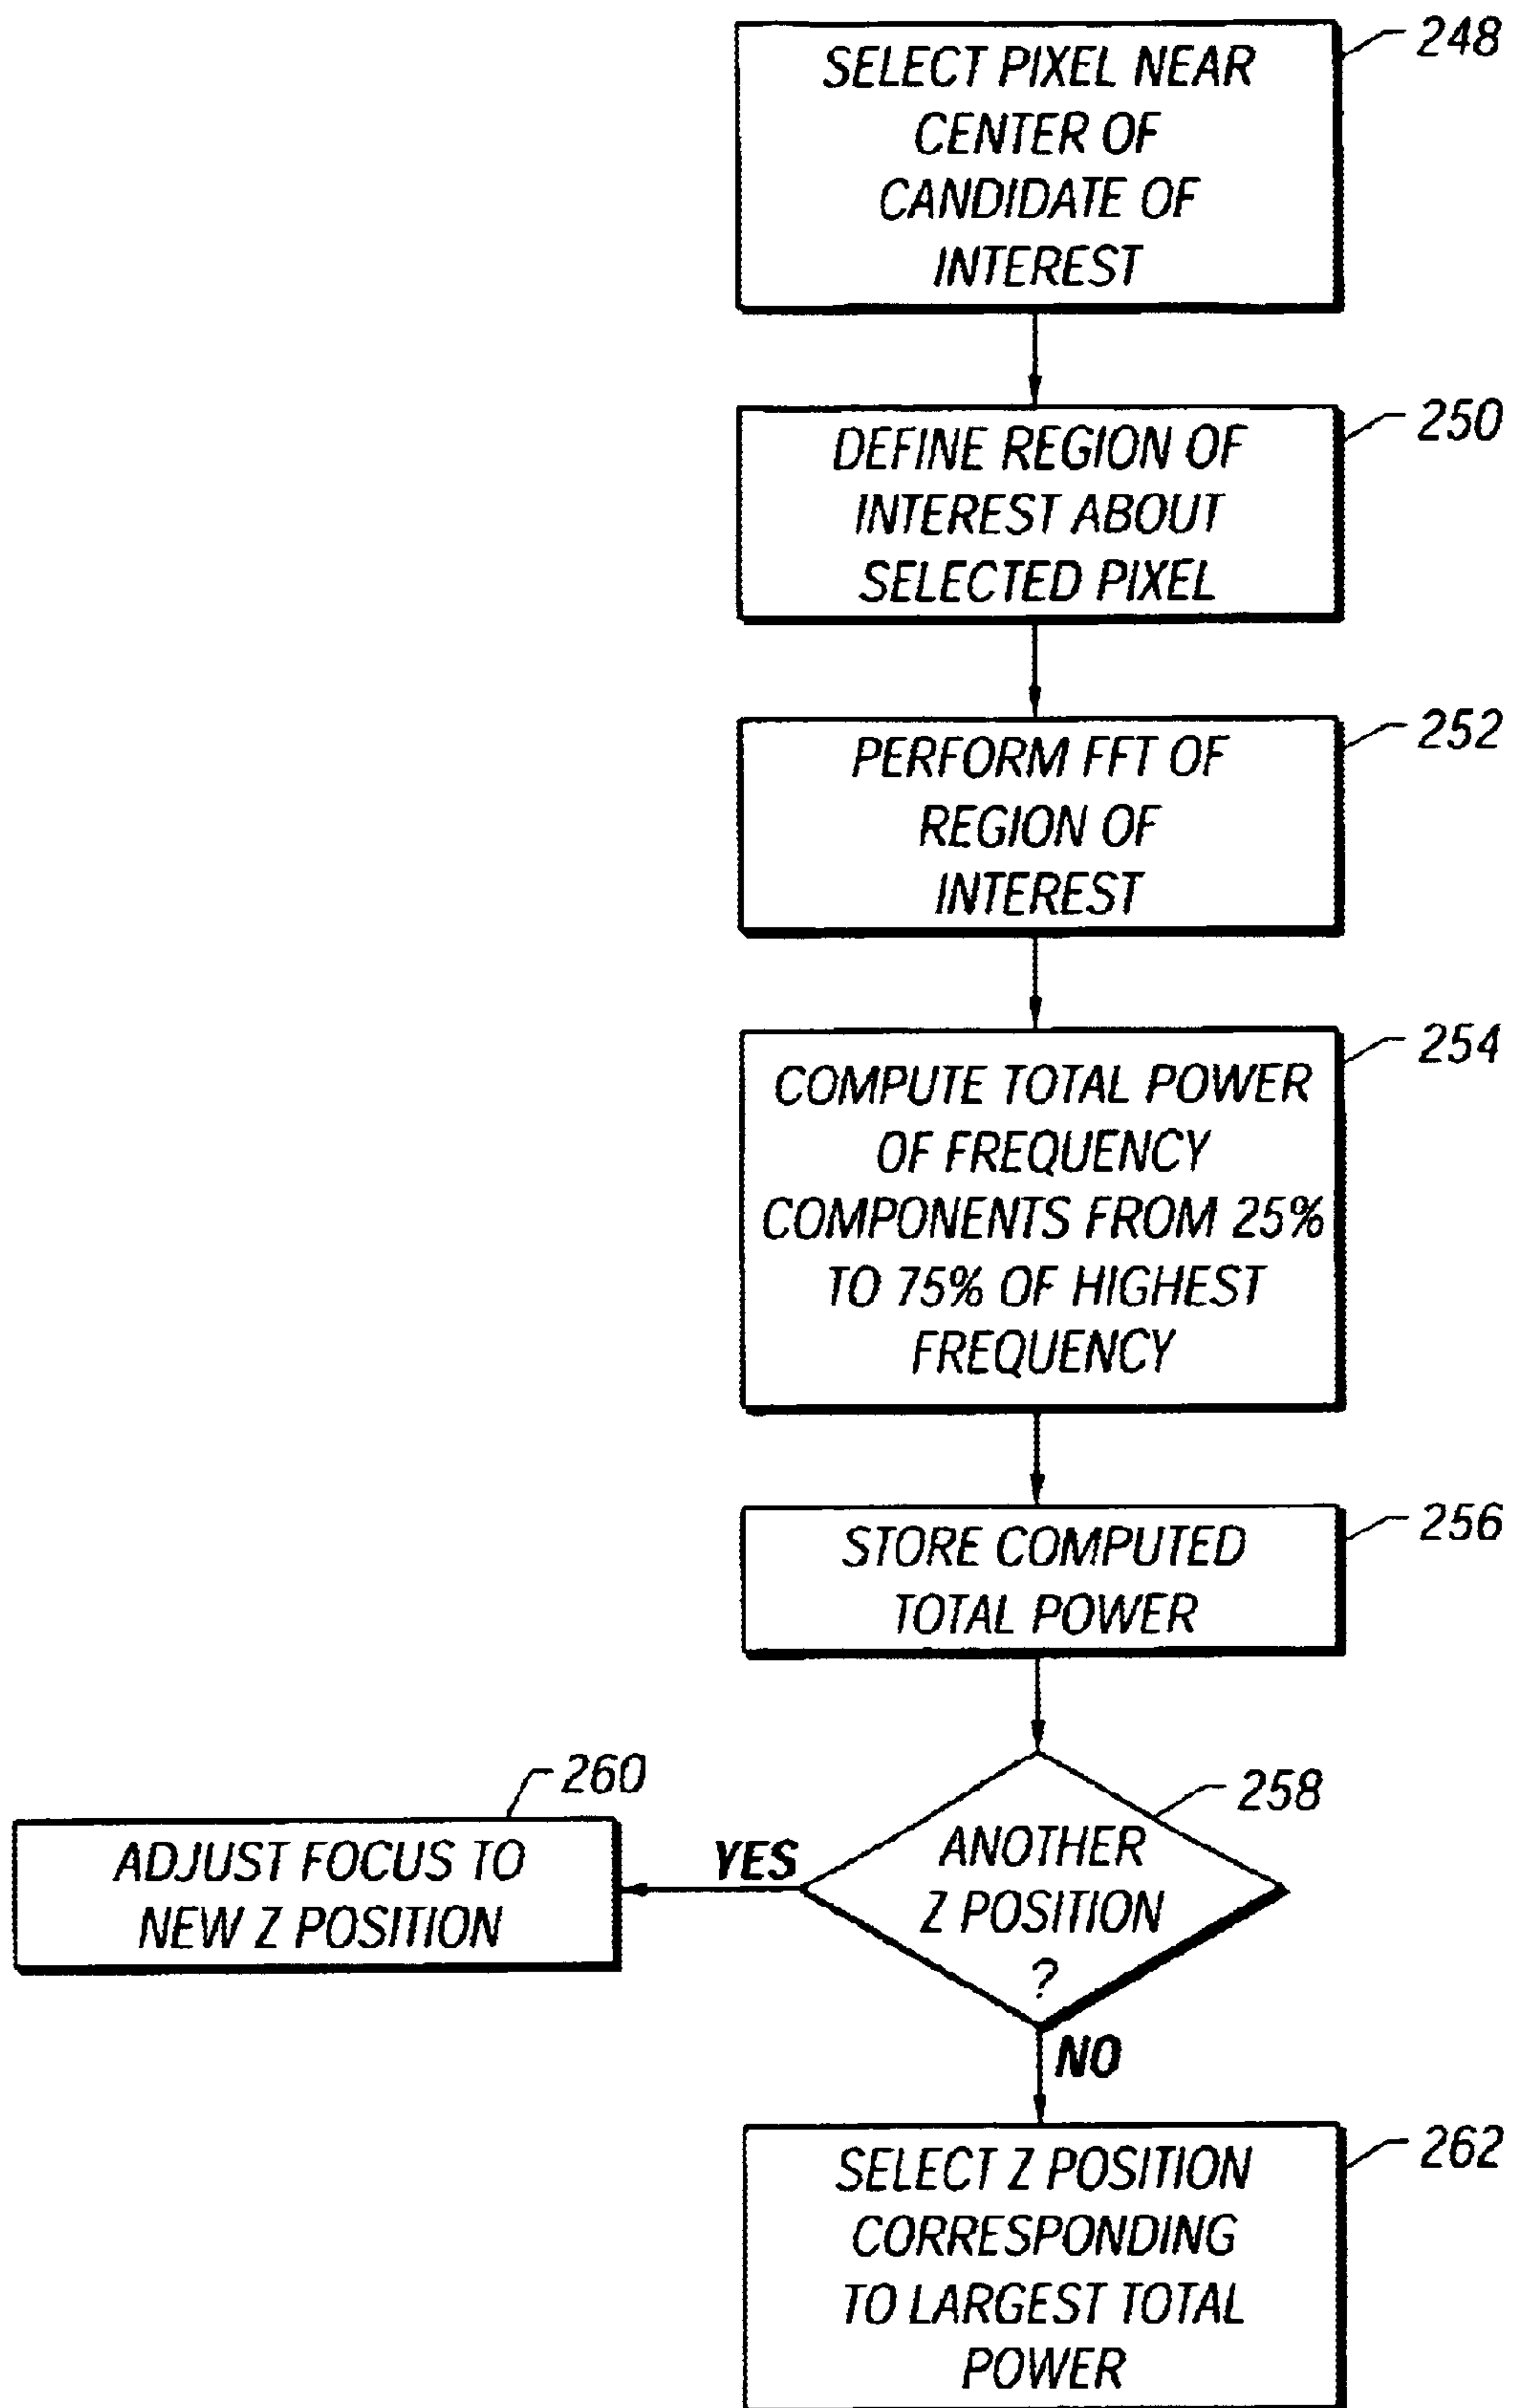 248
SELECT PIXEL NEAR
CENTER OF
CANDIDATE OF
INTEREST
250
DEFINE REGION OF
INTEREST ABOUT
SELECTED PIXEL
252
PERFORM FFT OF
REGION OF
INTEREST
254
COMPUTE TOTAL POWER
OF FREQUENCY
COMPONENTS FROM 25%
TO 75% OF HIGHEST
FREQUENCY
256
STORE COMPUTED
TOTAL POWER
258
ANOTHER
Z POSITION
?
YES
260
ADJUST FOCUS TO
NEW Z POSITION
NO
262
SELECT Z POSITION
CORRESPONDING
TO LARGEST TOTAL
POWER